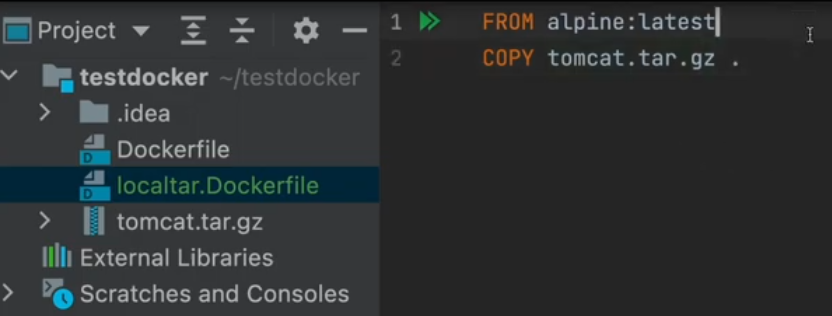 Project
testdocker ~/testdocker
.idea
Dockerfile
localtar.Dockerfile
tomcat.tar.gz
External Libraries
Scratches and Consoles
1 FROM alpine:latest
2 COPY tomcat.tar.gz .